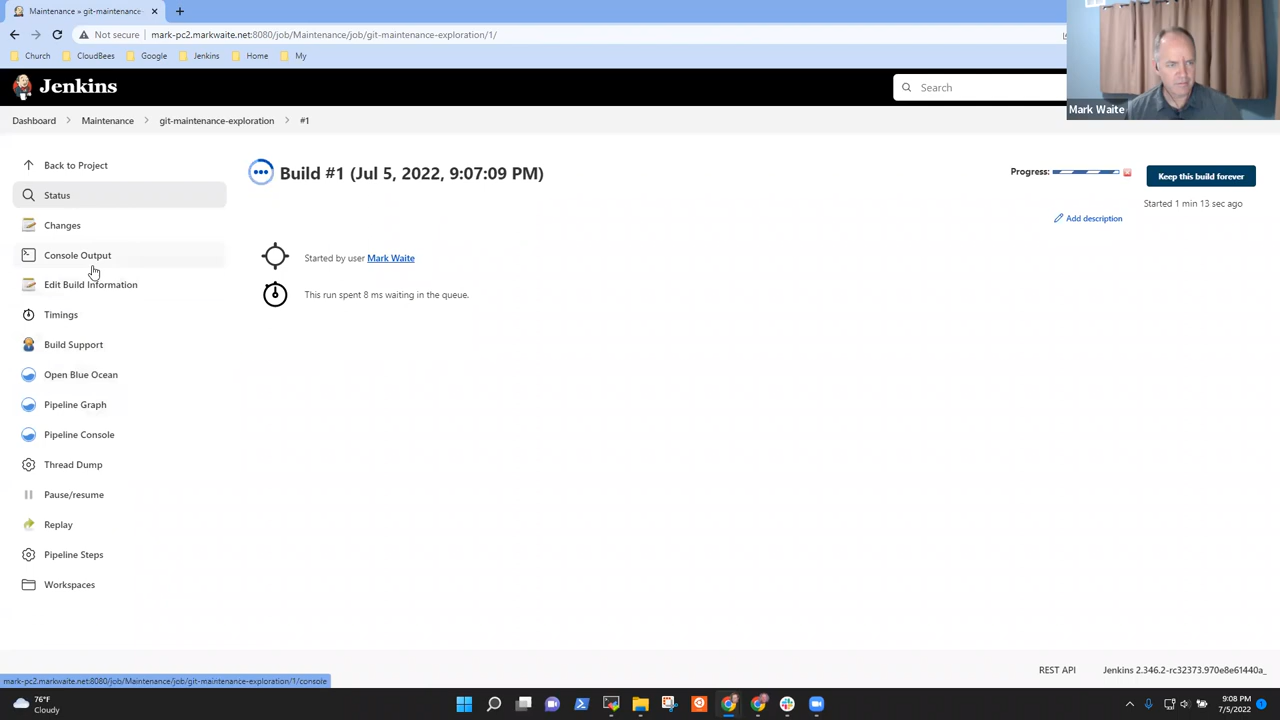 Maintenance » git-maintenance-
Not secure
mark-pc2.markwaite.net:8080/job/Maintenance/job/git-maintenance-exploration/1/
Church
CloudBees
Google
Jenkins
Home
My
Jenkins
Search
Mark Waite
Dashboard
Maintenance
git-maintenance-exploration
#1
Back to Project
Status
Changes
Console Output
Edit Build Information
Timings
Build Support
Open Blue Ocean
Pipeline Graph
Pipeline Console
Thread Dump
Pause/resume
Replay
Pipeline Steps
Workspaces
Build #1 (Jul 5, 2022, 9:07:09 PM)
Progress:
Keep this build forever
Started 1 min 13 sec ago
Add description
Started by user Mark Waite
This run spent 8 ms waiting in the queue.
REST API
Jenkins 2.346.2-rc32373.970e8e61440a_
mark-pc2.markwaite.net:8080/job/Maintenance/job/git-maintenance-exploration/1/console
76°F
Cloudy
9:08 PM
7/5/2022